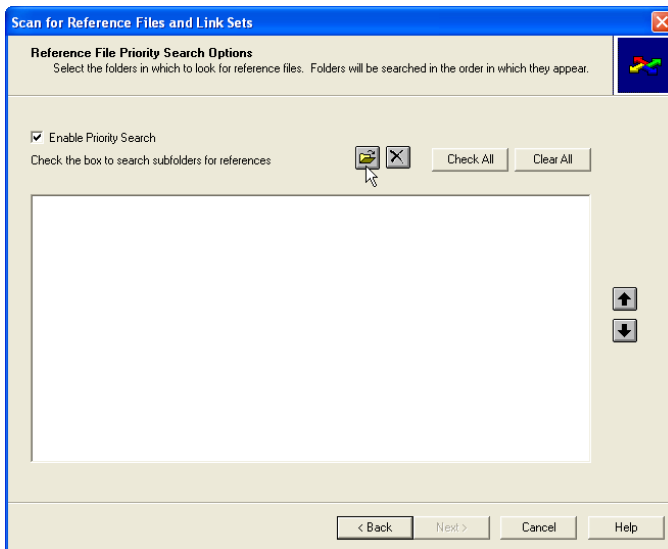 Scan for Reference Files and Link Sets
Reference File Priority Search Options
Select the folders in which to look for reference files. Folders will be searched in the order in which they appear.
Enable Priority Search
Check the box to search subfolders for references
Check All
Clear All
< Back
Next >
Cancel
Help